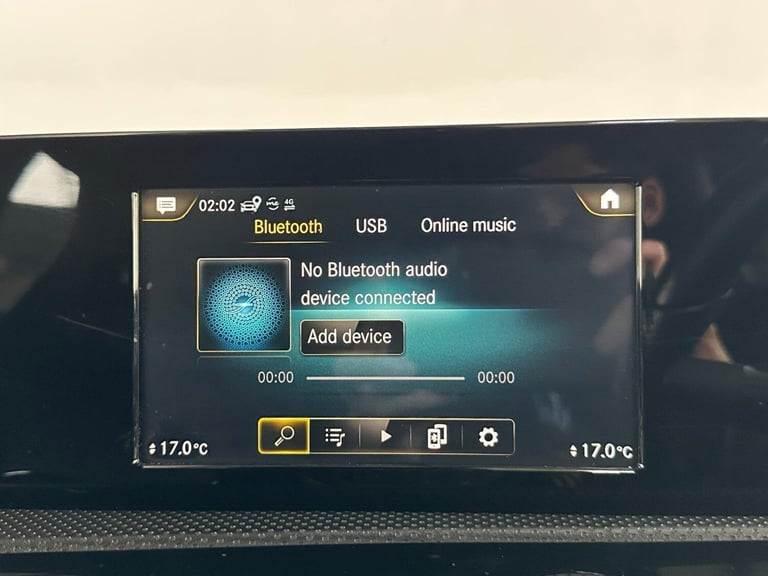 02:02 4G
Bluetooth USB Online music
No Bluetooth audio
device connected
Add device
00:00 00:00
17.0°C 17.0°C